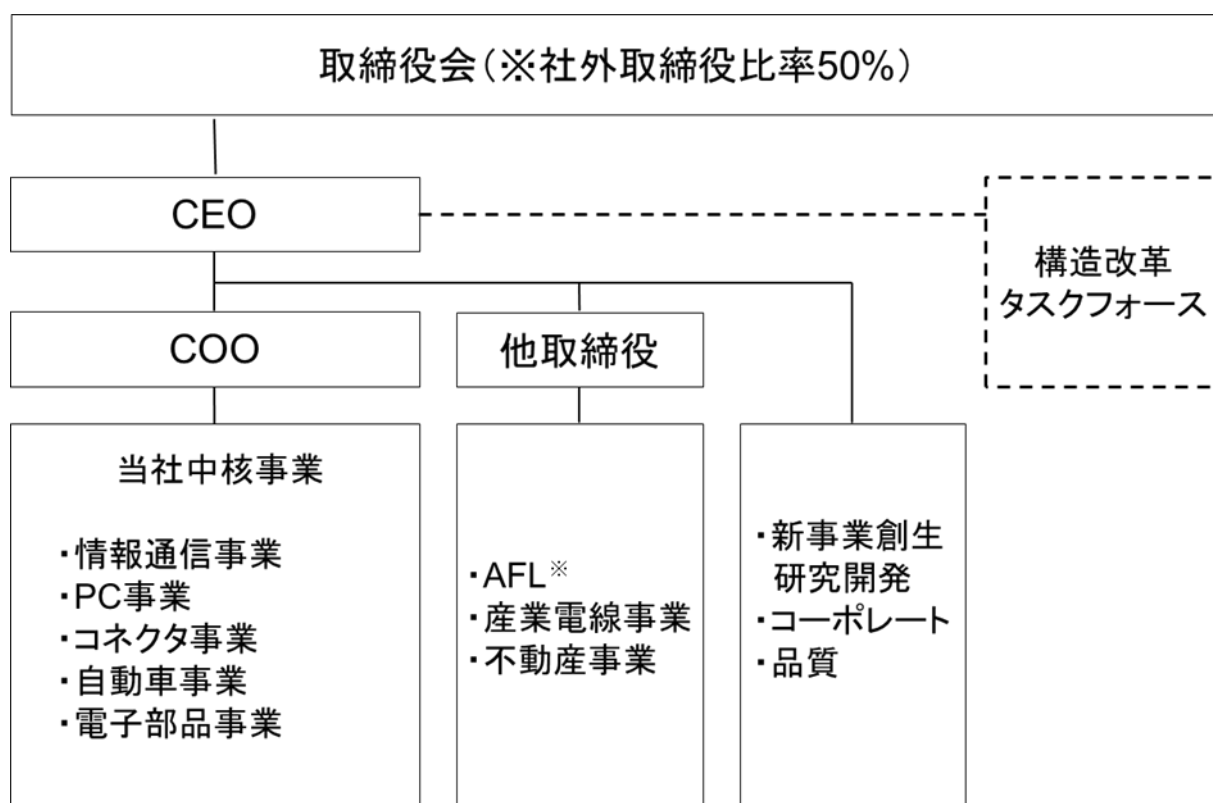 取締役会(※社外取締役比率50%)
CEO
構造改革
タスクフォース
COO
他取締役
当社中核事業
・情報通信事業
・PC事業
・コネクタ事業
・自動車事業
・電子部品事業
・AFL※
・産業電線事業
・不動産事業
・新事業創生
研究開発
・コーポレート
・品質